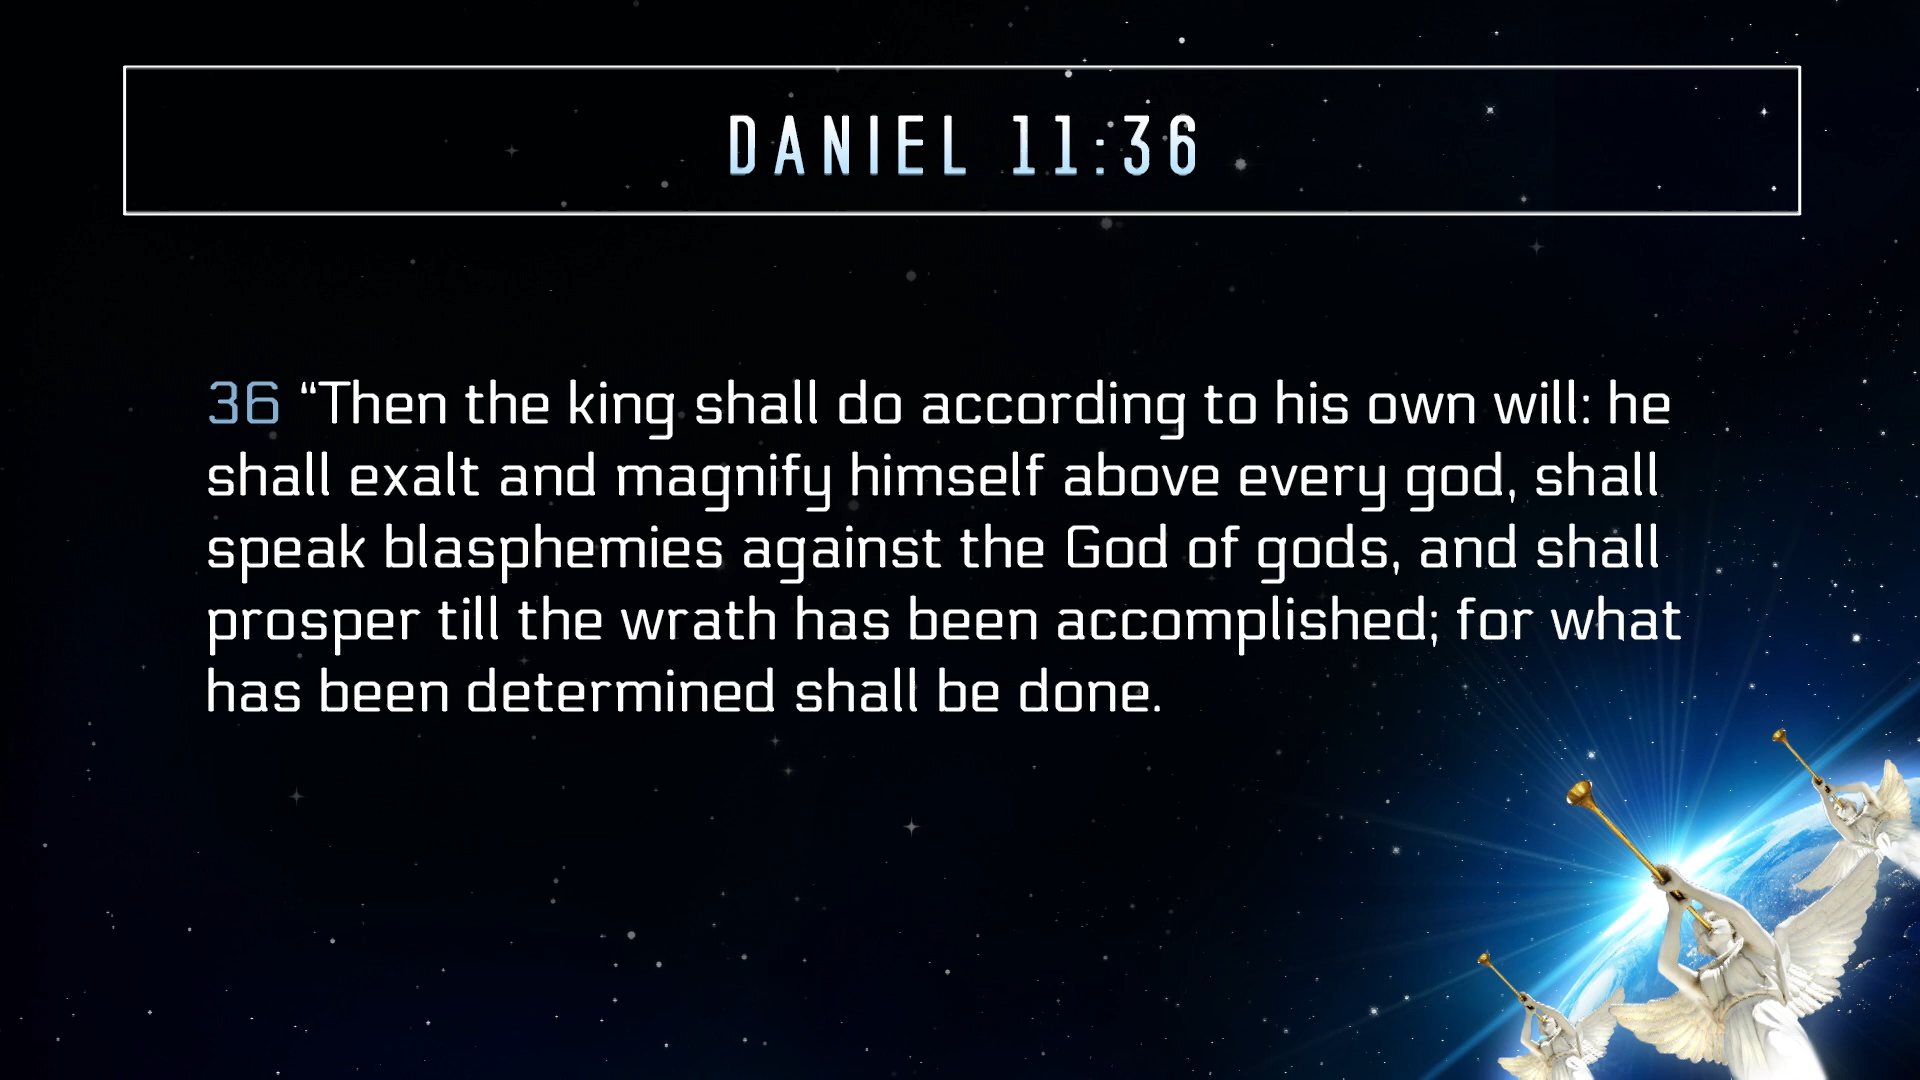 DANIEL 11:36
36 “Then the king shall do according to his own will: he
shall exalt and magnify himself above every god, shall
speak blasphemies against the God of gods, and shall
prosper till the wrath has been accomplished; for what
has been determined shall be done.